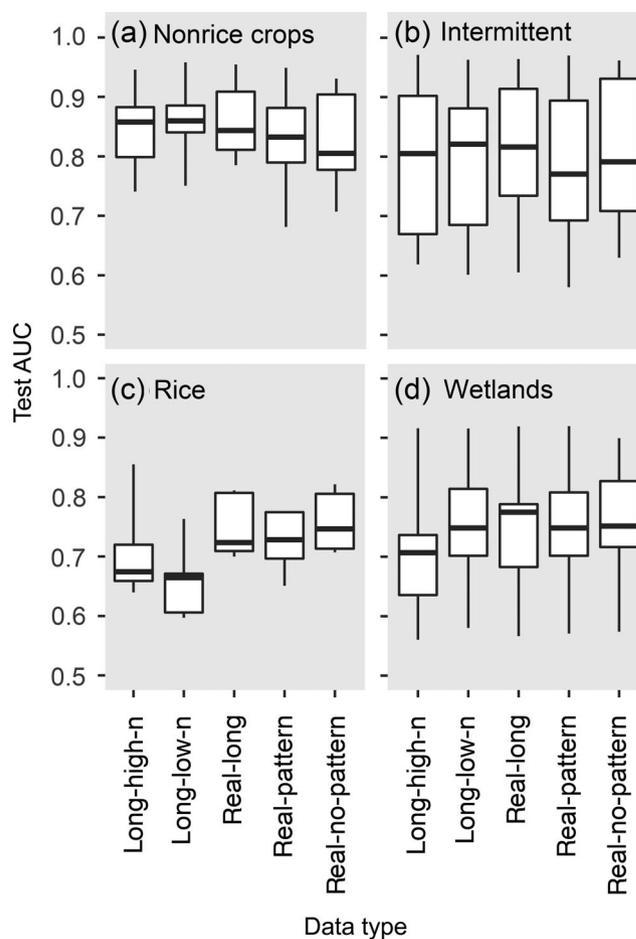 (a) Nonrice crops
(b) Intermittent
1.0
0.9
0.8
0.7
0.6
0.5
(c) Rice
(d) Wetlands
1.0
0.9
0.8
0.7
0.6
0.5
Test AUC
Long-high-n
Long-low-n
Real-long
Real-pattern
Real-no-pattern
Long-high-n
Long-low-n
Real-long
Real-pattern
Real-no-pattern
Data type